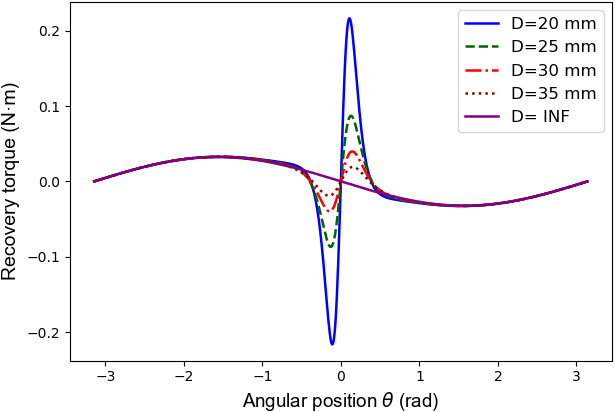 D=20 mm
D=25 mm
D=30 mm
D=35 mm
D= INF
0.2
0.1
0.0
−0.1
−0.2
Recovery torque (N·m)
−3
−2
−1
0
1
2
3
Angular position θ (rad)